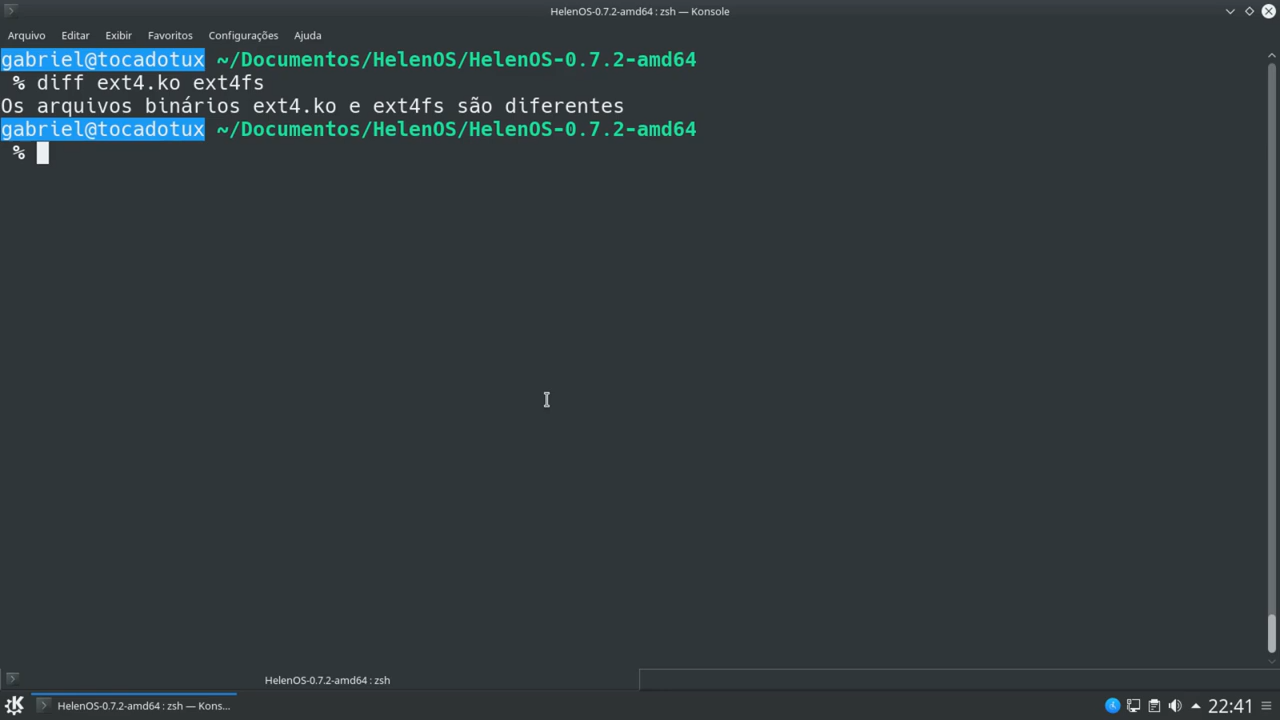 HelenOS-0.7.2-amd64 : zsh — Konsole
Arquivo Editar Exibir Favoritos Configurações Ajuda
gabriel@tocadotux ~/Documentos/HelenOS/HelenOS-0.7.2-amd64
% diff ext4.ko ext4fs
Os arquivos binários ext4.ko e ext4fs são diferentes
gabriel@tocadotux ~/Documentos/HelenOS/HelenOS-0.7.2-amd64
%
HelenOS-0.7.2-amd64 : zsh
HelenOS-0.7.2-amd64 : zsh — Kons...
22:41